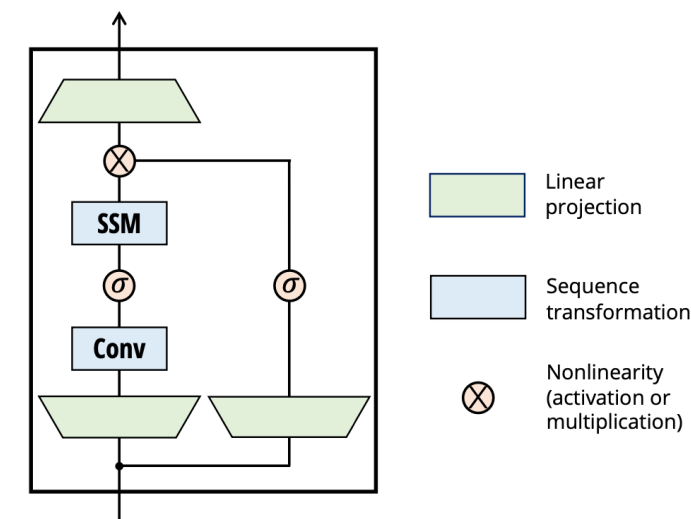 SSM
σ
σ
Conv
Linear
projection
Sequence
transformation
Nonlinearity
(activation or
multiplication)